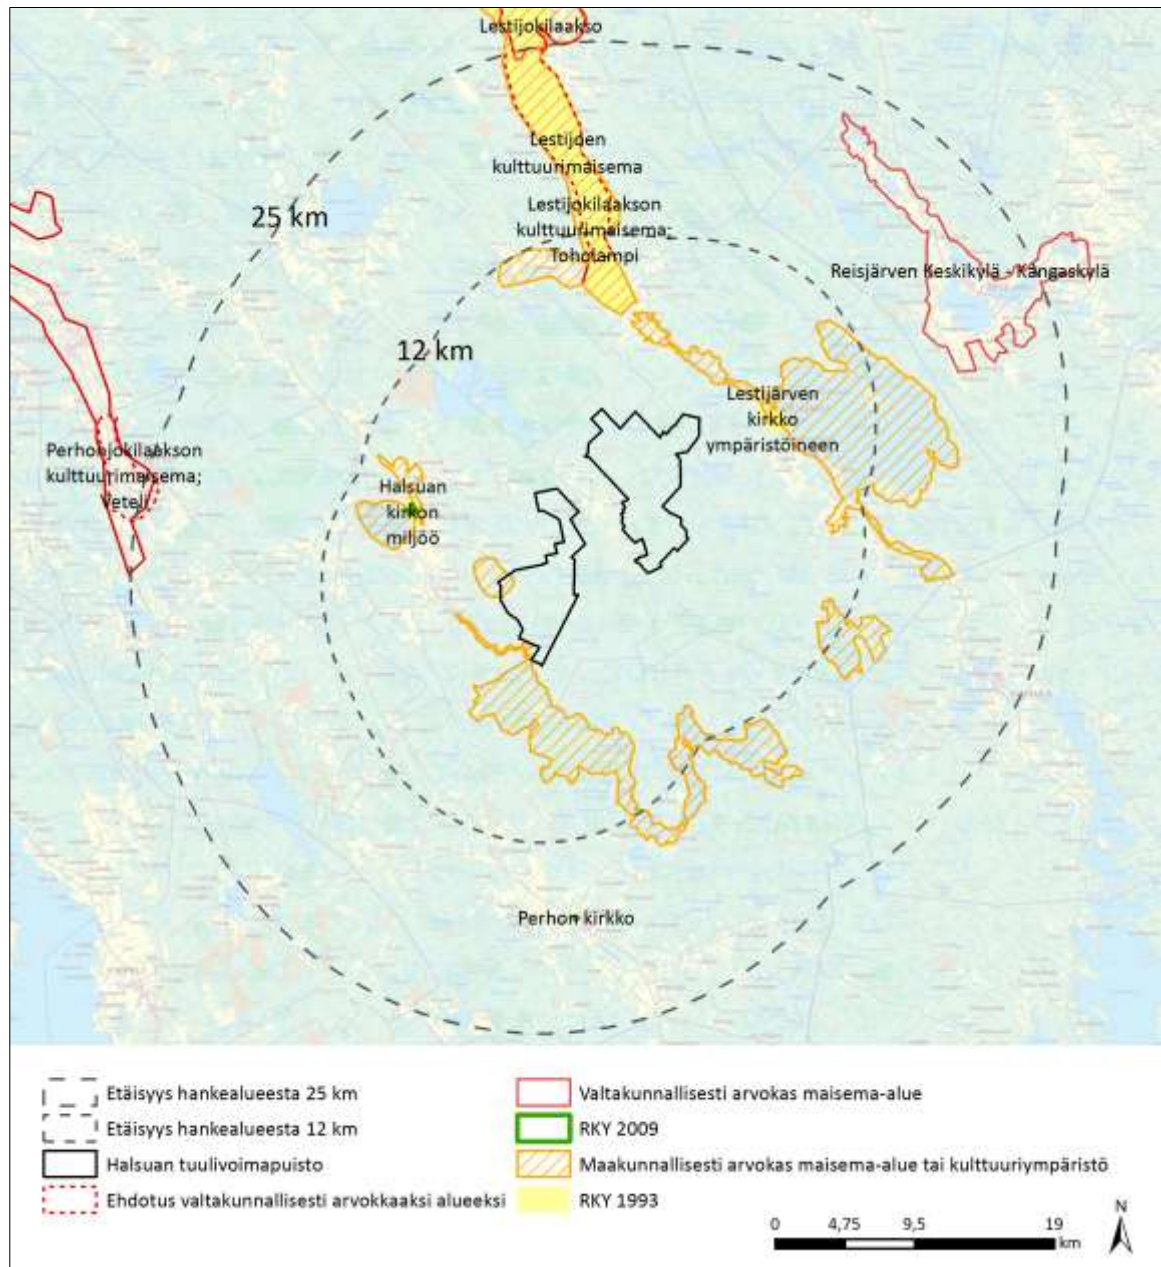 Lestijokilaakso
Lestijoen
kulttuurimaisema
Lestijokilaakson
kulttuurimaisema;
Toholampi
25 km
Reisjärven Keskikylä - Kangaskylä
12 km
Lestijärven
kirkko
ympäristöineen
Perhonjokilaakson
kulttuurimaisema;
Veteli
Halsuan
kirkon
miljöö
Perhon kirkko
Etäisyys hankealueesta 25 km
Etäisyys hankealueesta 12 km
Halsuan tuulivoimapuisto
Ehdotus valtakunnallisesti arvokkaaksi alueeksi
Valtakunnallisesti arvokas maisema-alue
RKY 2009
Maakunnallisesti arvokas maisema-alue tai kulttuuriympäristö
RKY 1993
0 4,75 9,5 19
km
N